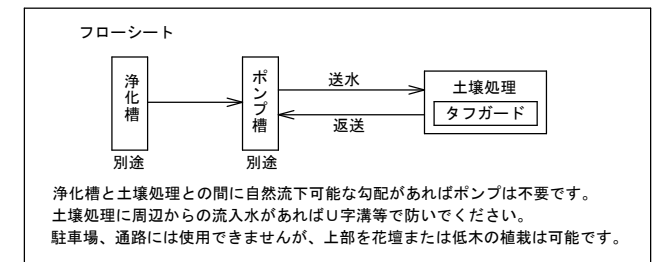 フローシート
浄化槽
ポンプ槽
送水
返送
土壌処理
タフガード
別途
別途
浄化槽と土壌処理との間に自然流下可能な勾配があればポンプは不要です。
土壌処理に周辺からの流入水があればU字溝等で防いでください。
駐車場、通路には使用できませんが、上部を花壇または低木の植栽は可能です。